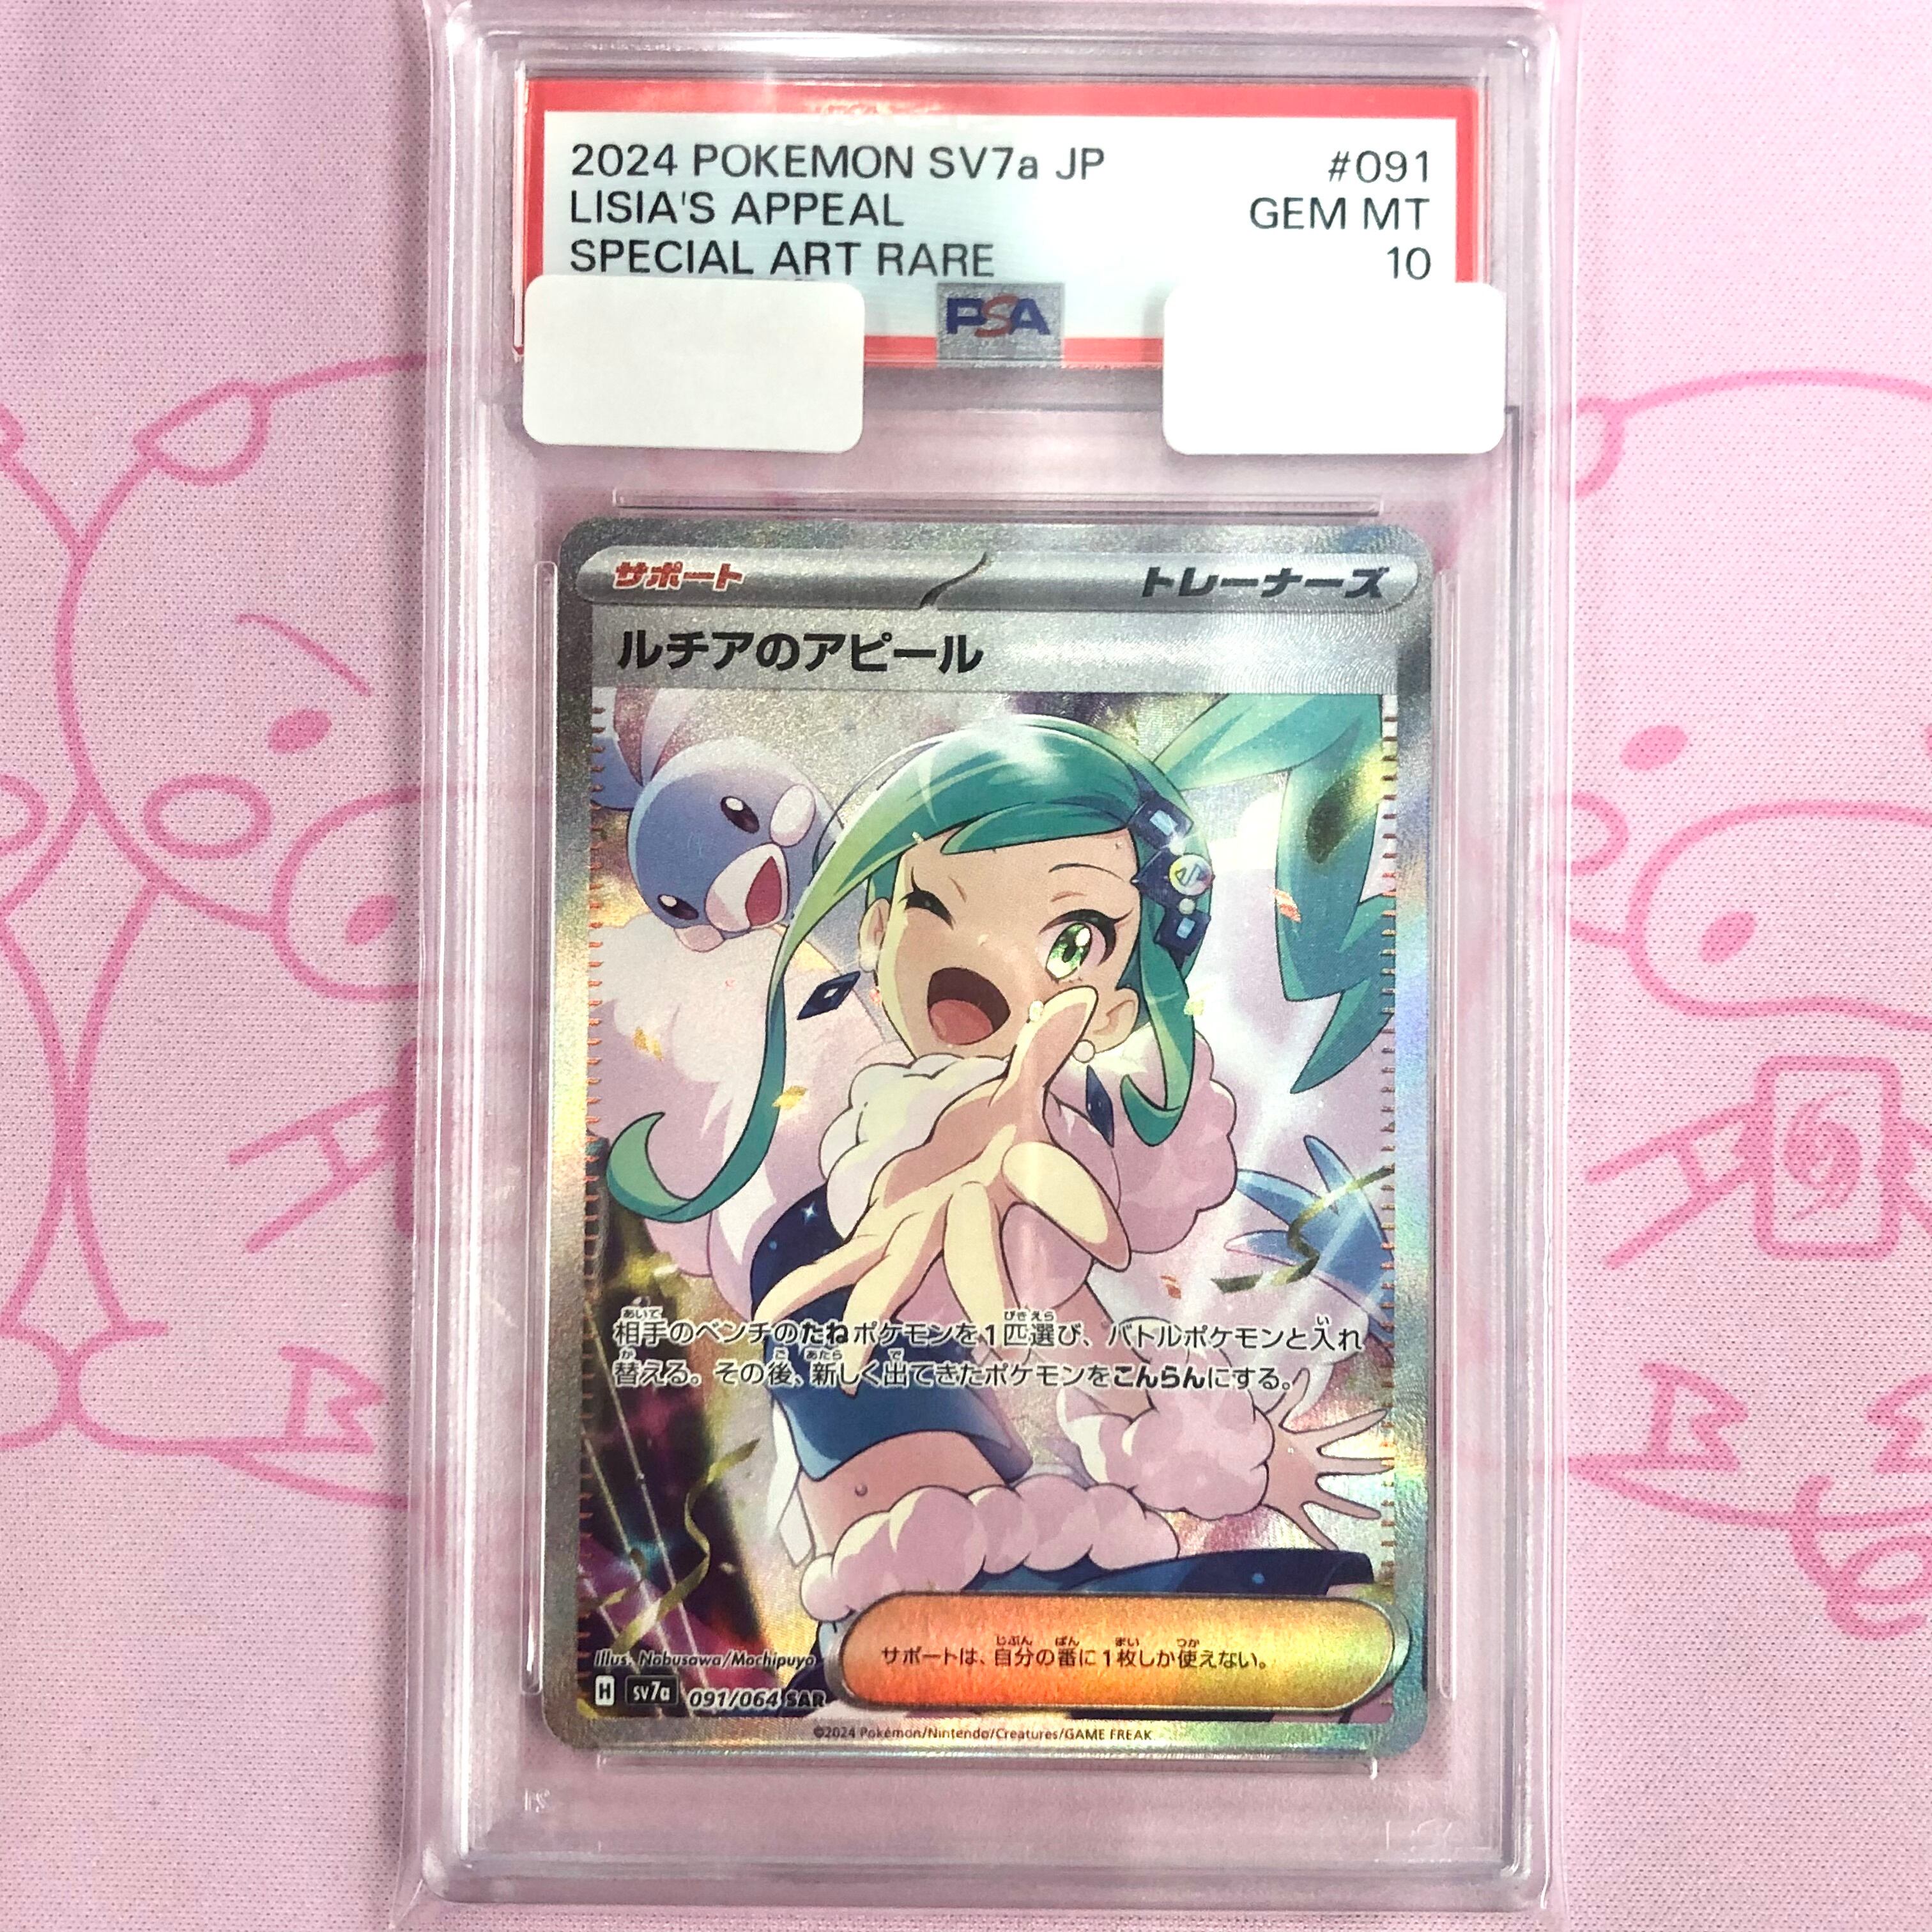 2024 POKEMON SV7a JP #091
LISIA'S APPEAL GEM MT
SPECIAL ART RARE 10
PSA
サポート トレーナーズ
ルチアのアピール
相手のベンチのたねポケモンを1匹選び、バトルポケモンと入れ
替える。その後、新しく出てきたポケモンをこんらんにする。
サポートは、自分の番に1枚しか使えない。
Illus. Nobusawa/Mochipuyo
H sv7a 091/064 SAR
©2024 Pokémon/Nintendo/Creatures/GAME FREAK